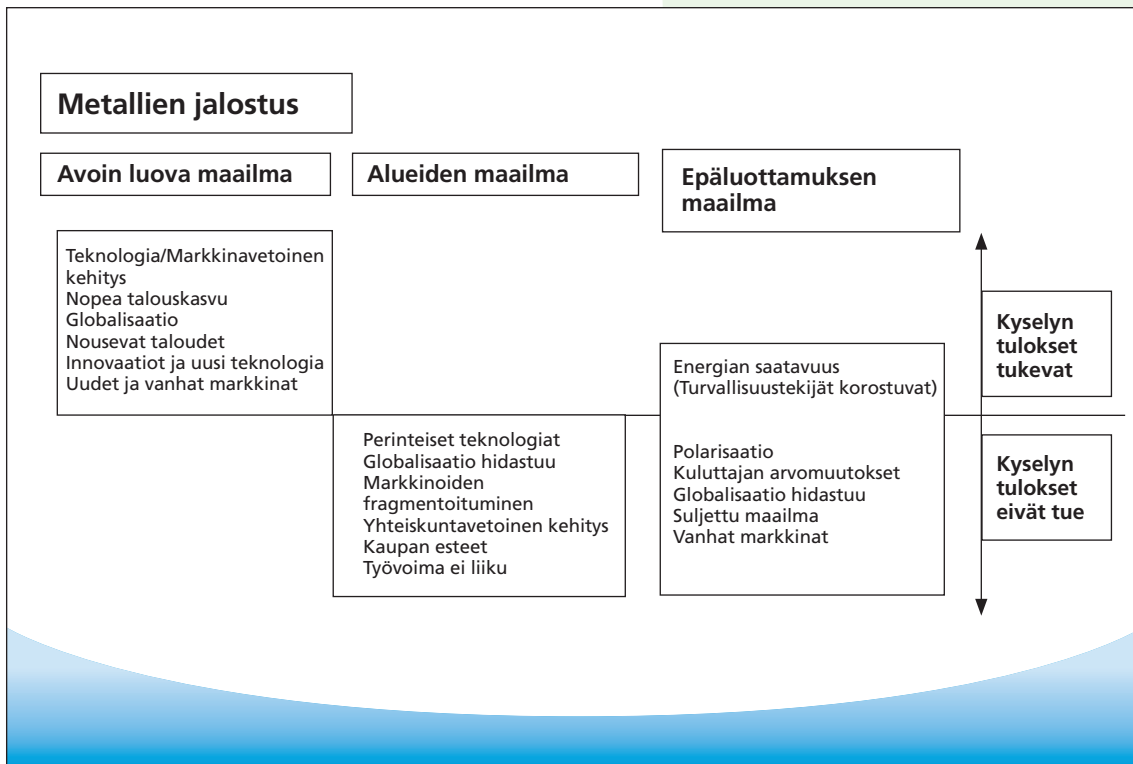 Metallien jalostus
Avoin luova maailma
Alueiden maailma
Epäluottamuksen
maailma
Teknologia/Markkinavetoinen
kehitys
Nopea talouskasvu
Globalisaatio
Nousevat taloudet
Innovaatiot ja uusi teknologia
Uudet ja vanhat markkinat
Perinteiset teknologiat
Globalisaatio hidastuu
Markkinoiden
fragmentoituminen
Yhteiskuntavetoinen kehitys
Kaupan esteet
Työvoima ei liiku
Energian saatavuus
(Turvallisuustekijät korostuvat)
Polarisaatio
Kuluttajan arvomuutokset
Globalisaatio hidastuu
Suljettu maailma
Vanhat markkinat
Kyselyn
tulokset
tukevat
Kyselyn
tulokset
eivät tue